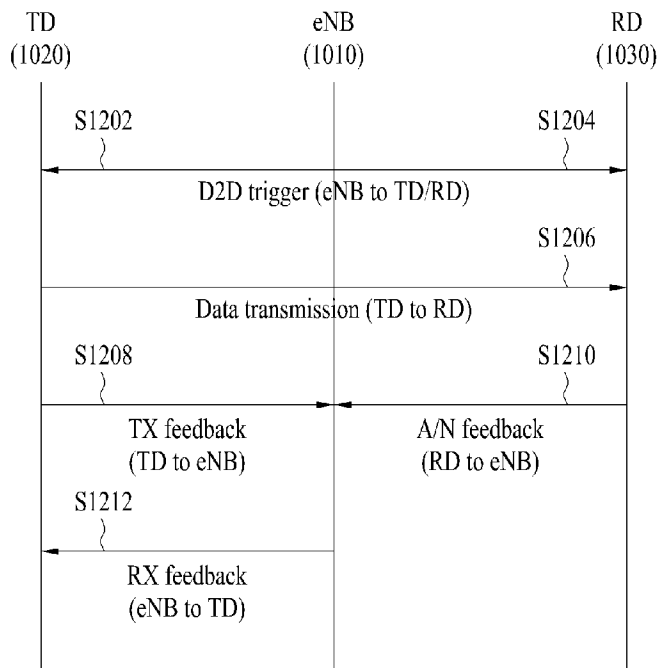 TD
(1020)
eNB
(1010)
RD
(1030)
S1202
S1204
D2D trigger (eNB to TD/RD)
S1206
Data transmission (TD to RD)
S1208
S1210
TX feedback
(TD to eNB)
A/N feedback
(RD to eNB)
S1212
RX feedback
(eNB to TD)